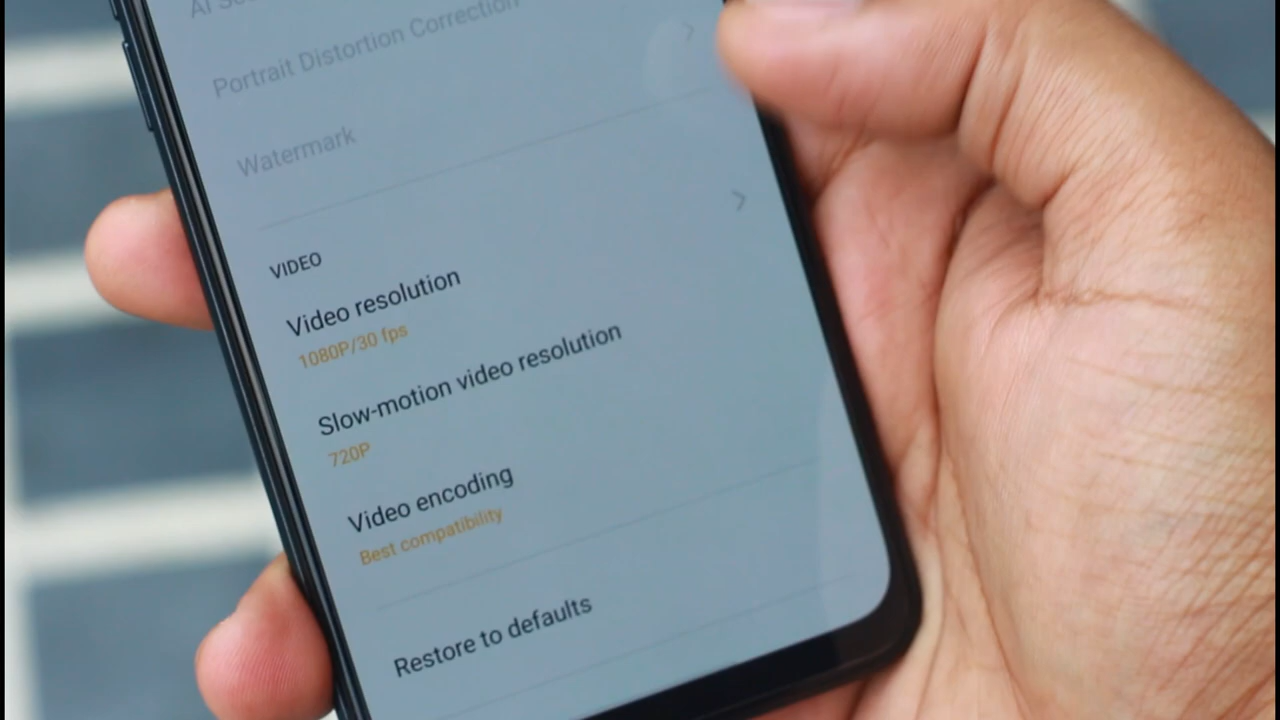 AI
Portrait Distortion Correction
Watermark
VIDEO
Video resolution
1080P/30 fps
Slow-motion video resolution
720P
Video encoding
Best compatibility
Restore to defaults